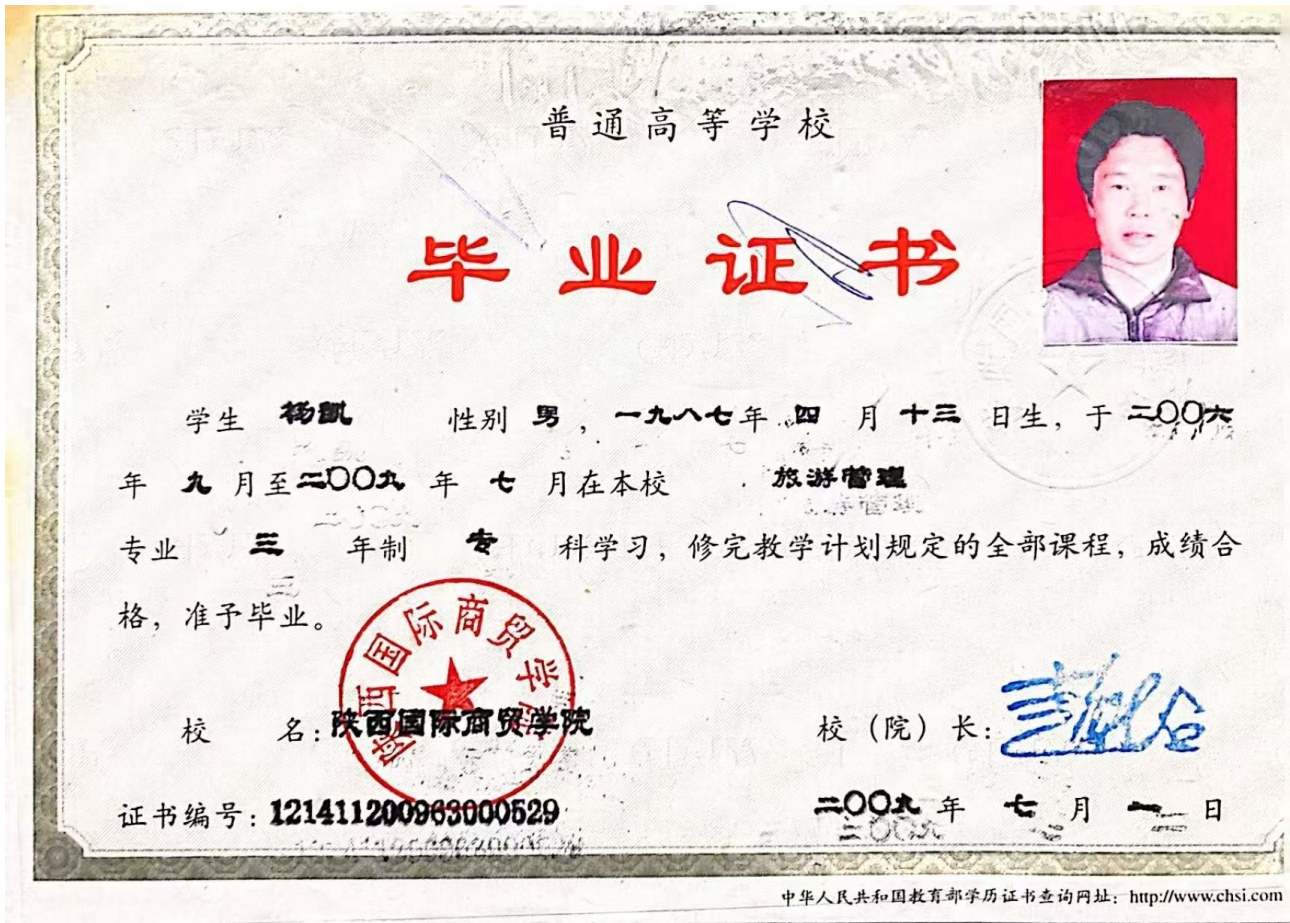 普通高等学校
毕业证书
学生 杨凯 性别 男，一九八七年 四 月 十三 日生，于 二〇〇六
年 九 月至二〇〇九 年 七 月在本校 旅游管理
专业 三 年制 专 科学习，修完教学计划规定的全部课程，成绩合
格，准予毕业。
陕西国际商贸学院
校 名：陕西国际商贸学院 校（院）长：
证书编号：121411200963000529 二〇〇九 年 七 月 一 日
中华人民共和国教育部学历证书查询网址：http://www.chsi.com